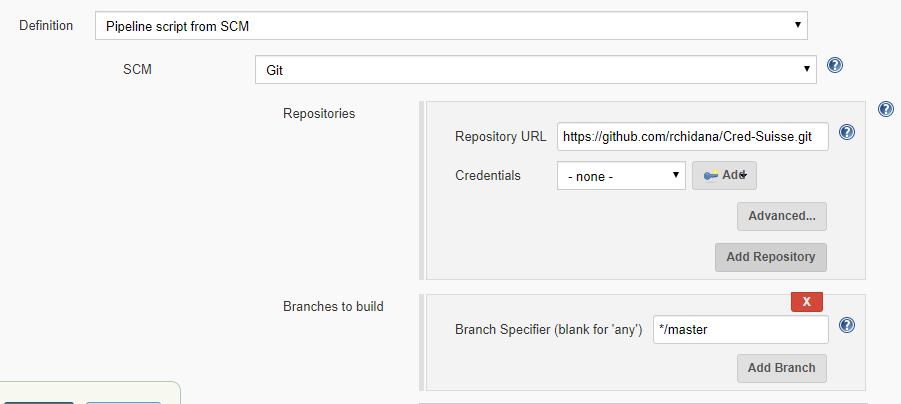 Definition
Pipeline script from SCM
SCM
Git
Repositories
Repository URL
https://github.com/rchidana/Cred-Suisse.git
Credentials
- none -
Add
Advanced...
Add Repository
Branches to build
X
Branch Specifier (blank for 'any')
*/master
Add Branch